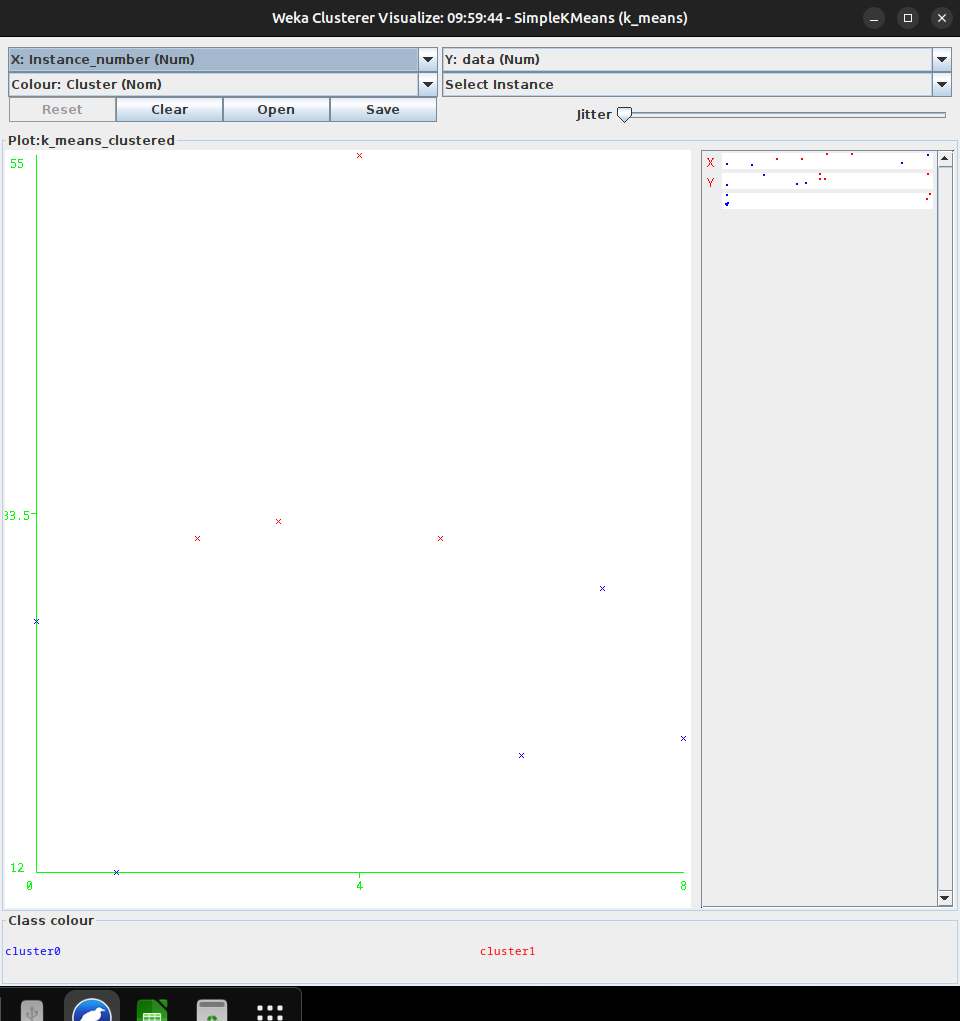 Weka Clusterer Visualize: 09:59:44 - SimpleKMeans (k_means)
X: Instance_number (Num)
Y: data (Num)
Colour: Cluster (Nom)
Select Instance
Reset
Clear
Open
Save
Jitter
Plot:k_means_clustered
55
33.5
12
0
4
8
X
Y
Class colour
cluster0
cluster1